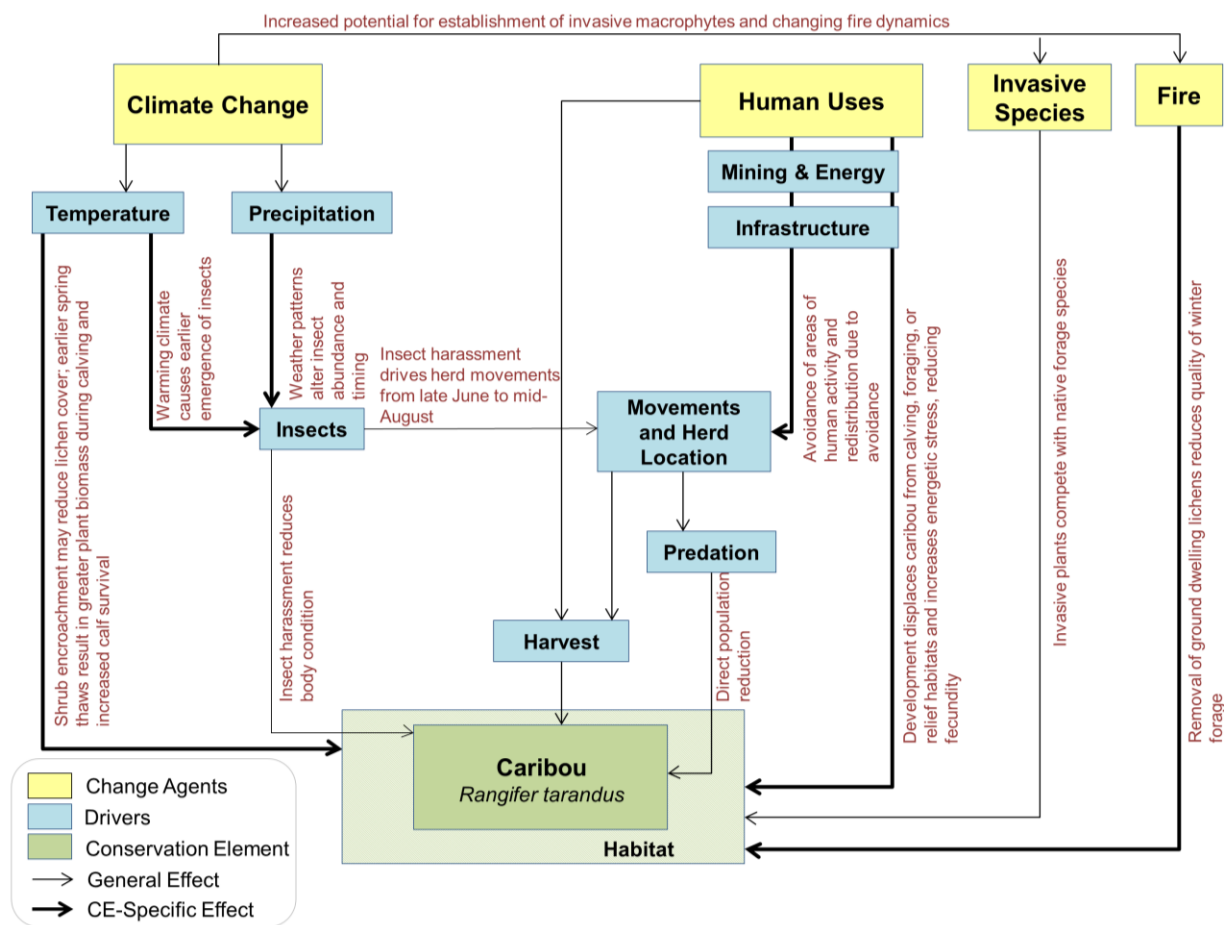 Increased potential for establishment of invasive macrophytes and changing fire dynamics
Climate Change
Human Uses
Invasive
Species
Fire
Mining & Energy
Temperature
Precipitation
Infrastructure
Shrub encroachment may reduce lichen cover; earlier spring
thaws result in greater plant biomass during calving and
increased calf survival
Warming climate
causes earlier
emergence of insects
Weather patterns
alter insect
abundance and
timing
Insect harassment
drives herd movements
from late June to mid-
August
Insects
Movements
and Herd
Location
Avoidance of areas of
human activity and
redistribution due to
avoidance
Development displaces caribou from calving, foraging, or
relief habitats and increases energetic stress, reducing
fecundity
Invasive plants compete with native forage species
Removal of ground dwelling lichens reduces quality of winter
forage
Predation
Insect harassment reduces
body condition
Harvest
Direct population
reduction
Caribou
Rangifer tarandus
Habitat
Change Agents
Drivers
Conservation Element
General Effect
CE-Specific Effect